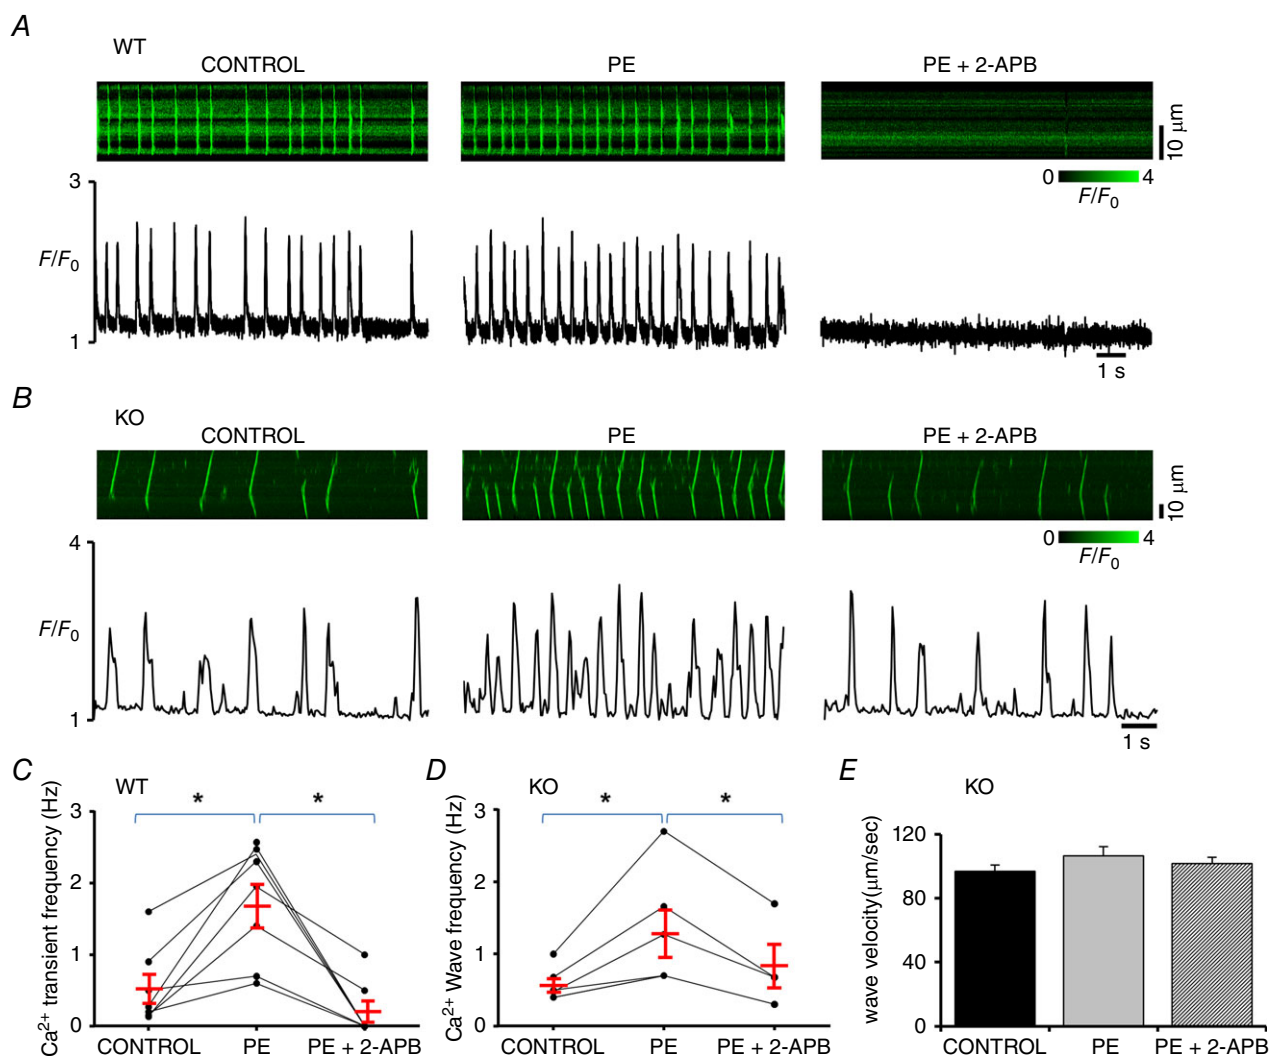 A
WT
CONTROL PE PE + 2-APB
10 μm
0 4
F/F0
3
F/F0
1
1 s
B
KO
CONTROL PE PE + 2-APB
10 μm
0 4
F/F0
4
F/F0
1
1 s
C
WT
* *
Ca2+ transient frequency (Hz)
3
2
1
0
CONTROL PE PE + 2-APB
D
KO
* *
Ca2+ Wave frequency (Hz)
3
2
1
0
CONTROL PE PE + 2-APB
E
KO
wave velocity(μm/sec)
120
80
40
0
CONTROL PE PE + 2-APB